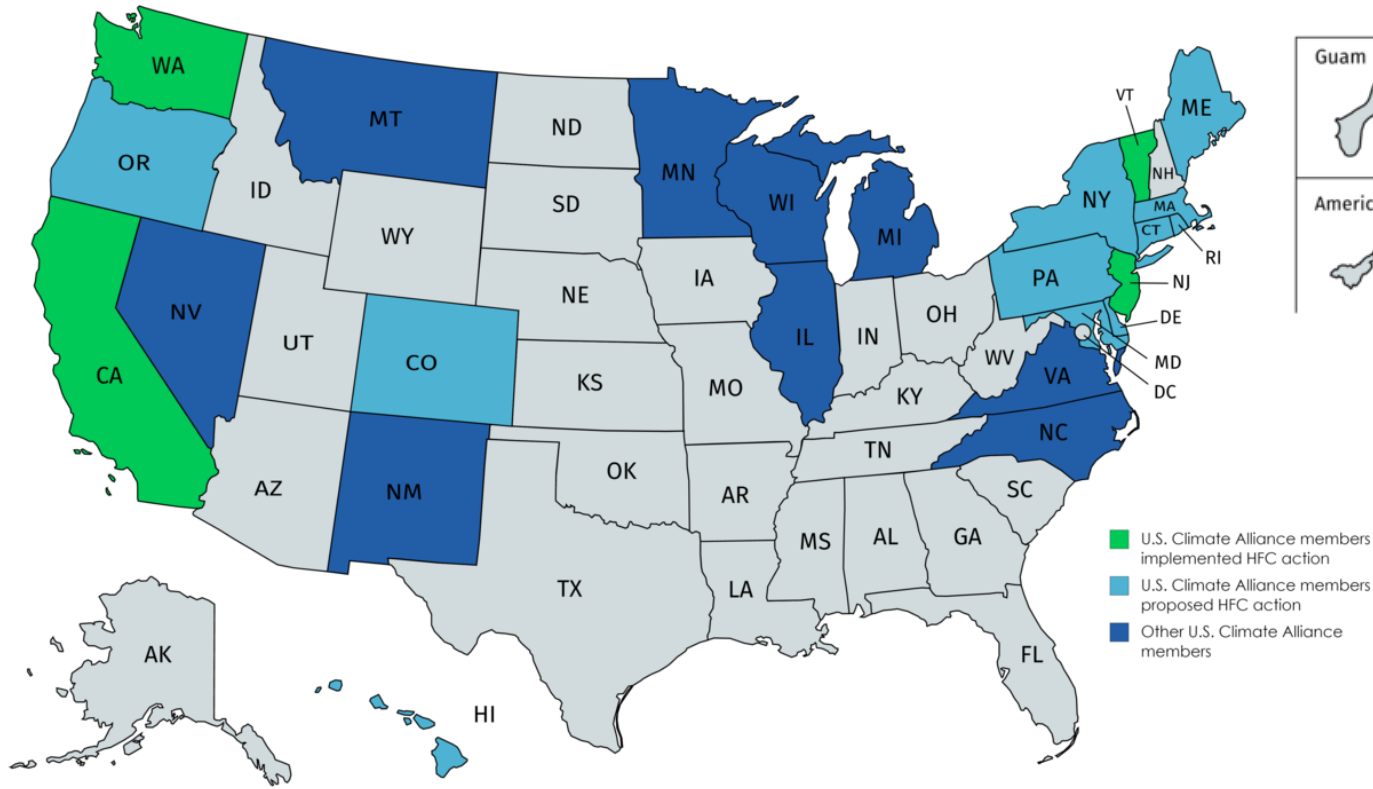 WA
MT
ND
MN
OR
ID
SD
WI
MI
WY
NV
UT
CO
NE
IA
CA
KS
MO
IL
IN
OH
WV
KY
VA
NC
TN
AZ
NM
OK
AR
SC
MS
AL
GA
TX
LA
FL
AK
HI
VT
ME
NH
NY
MA
CT
RI
PA
NJ
DE
MD
DC
Guam
Americ
U.S. Climate Alliance members
implemented HFC action
U.S. Climate Alliance members
proposed HFC action
Other U.S. Climate Alliance
members